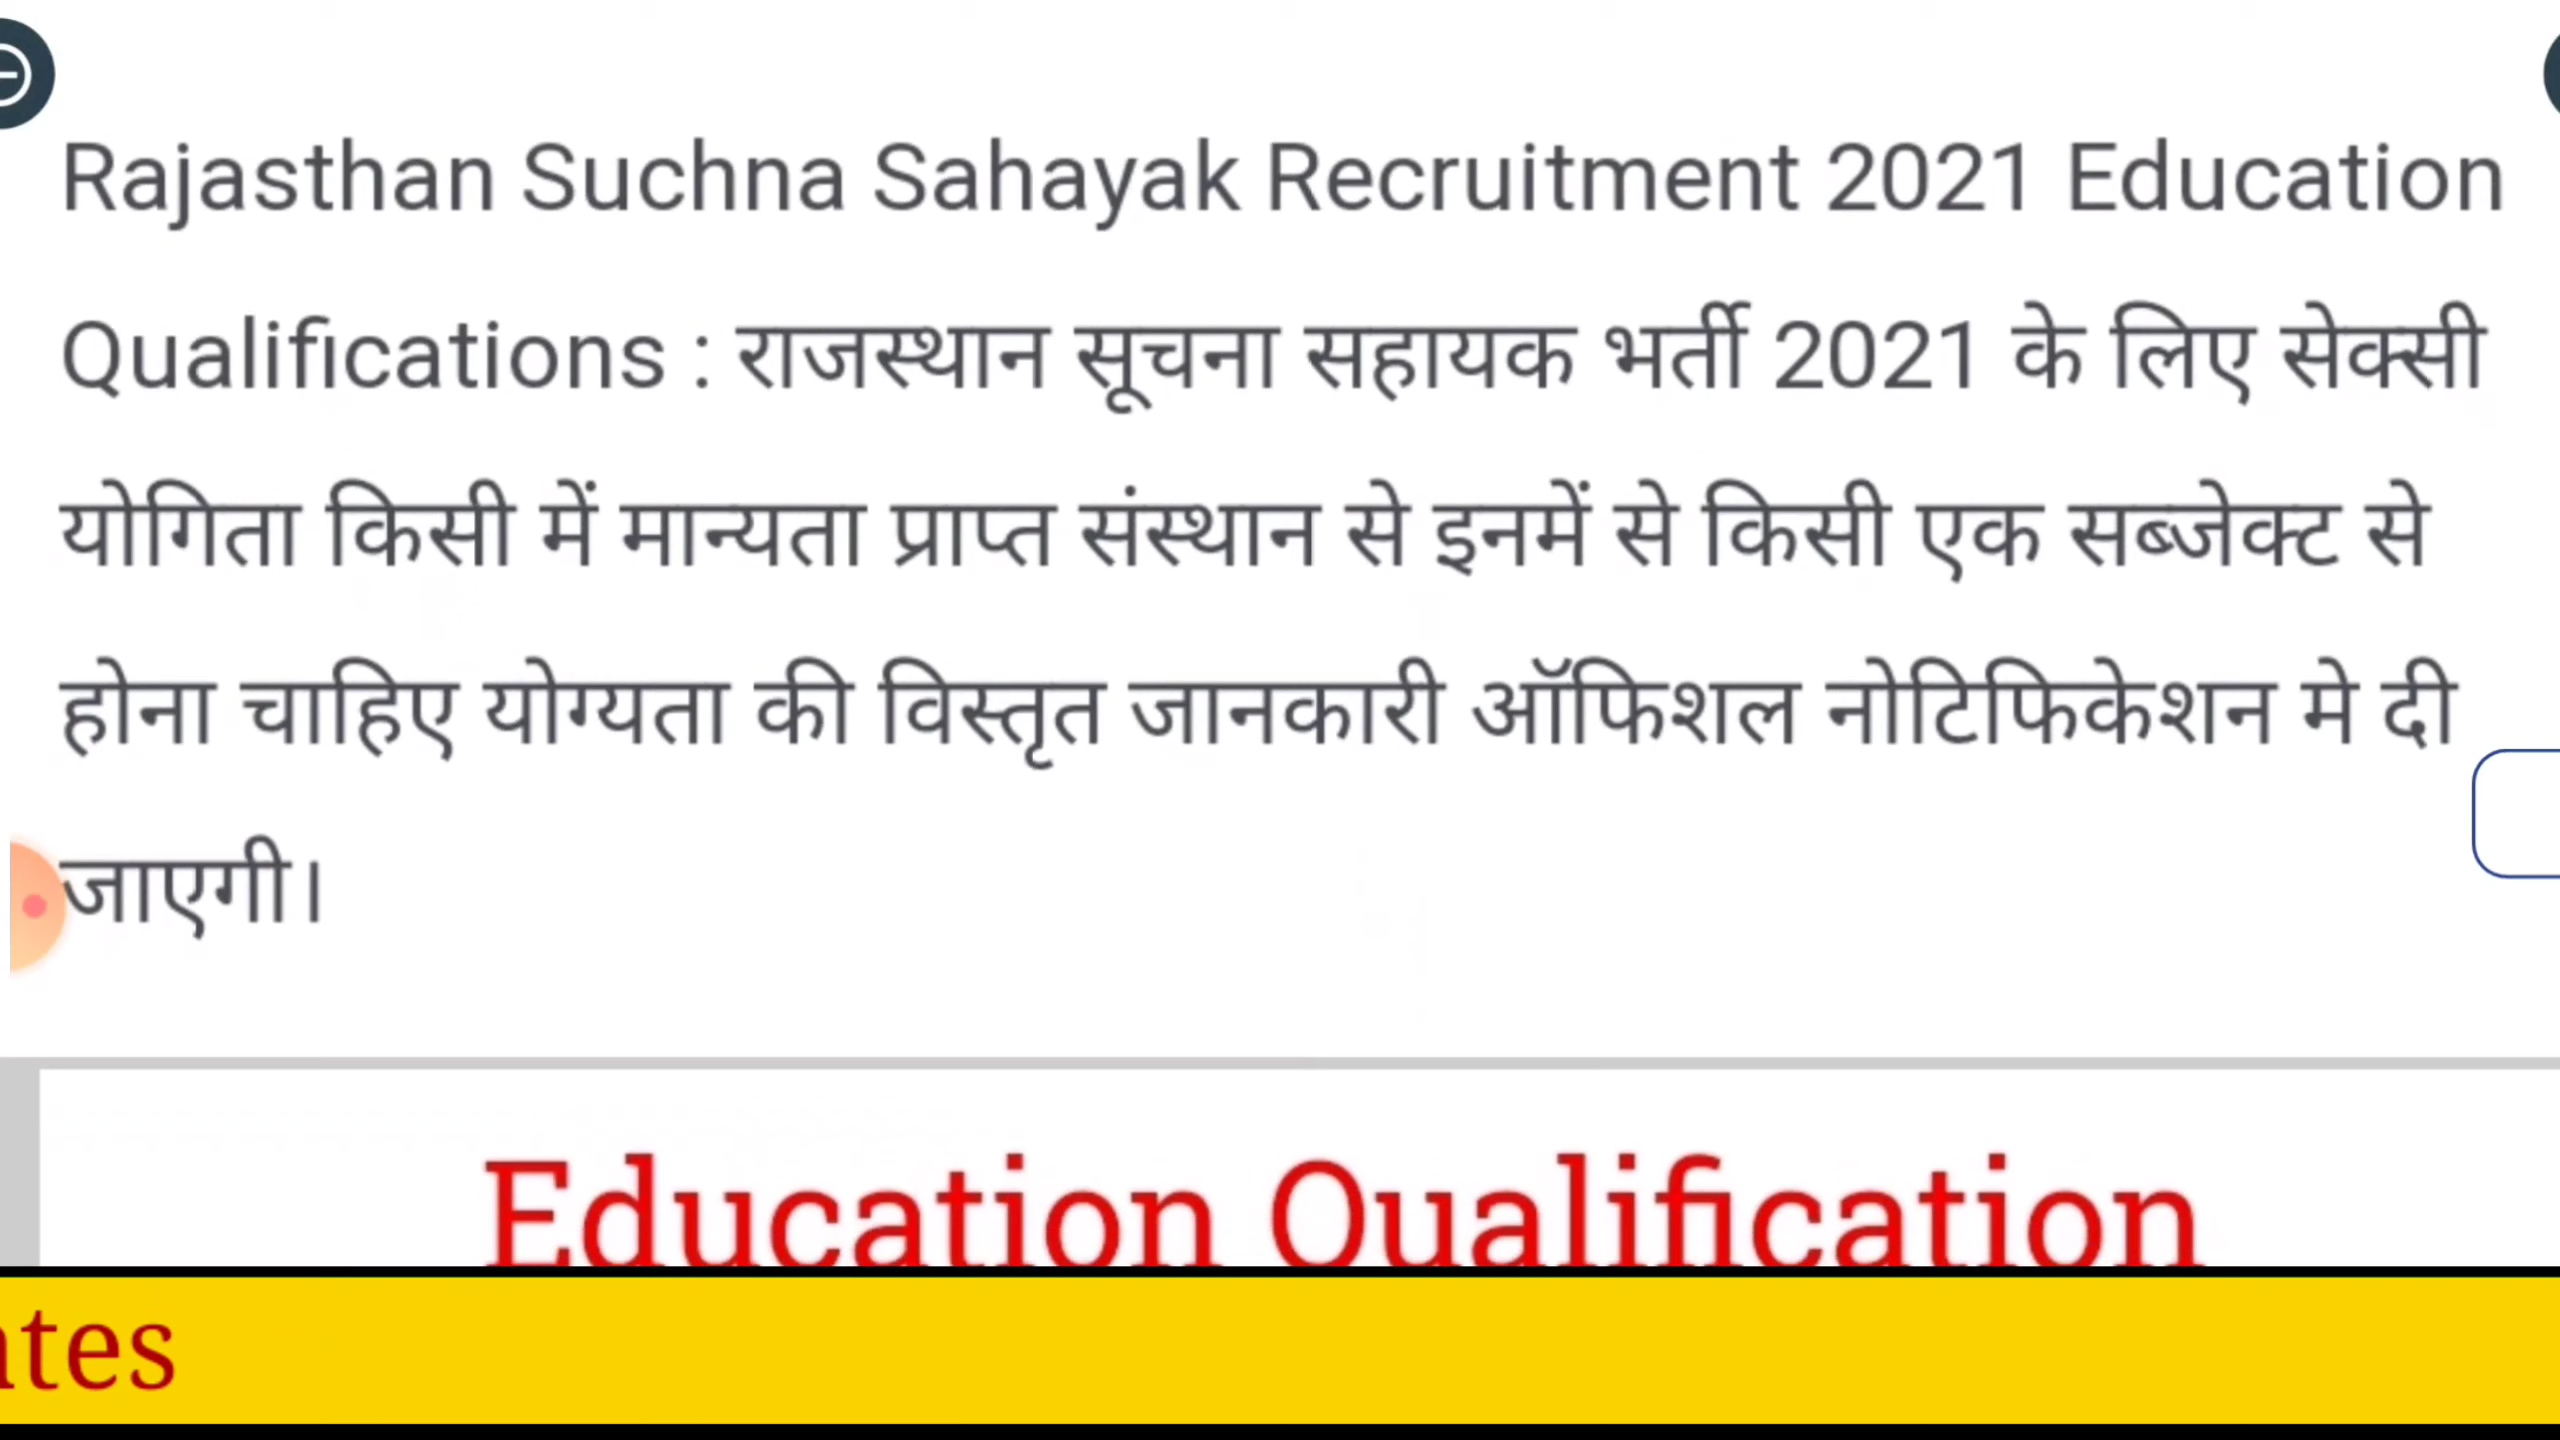 Rajasthan Suchna Sahayak Recruitment 2021 Education
Qualifications : राजस्थान सूचना सहायक भर्ती 2021 के लिए सेक्सी
योगिता किसी में मान्यता प्राप्त संस्थान से इनमें से किसी एक सब्जेक्ट से
होना चाहिए योग्यता की विस्तृत जानकारी ऑफिशल नोटिफिकेशन मे दी
जाएगी।
Education Qualification